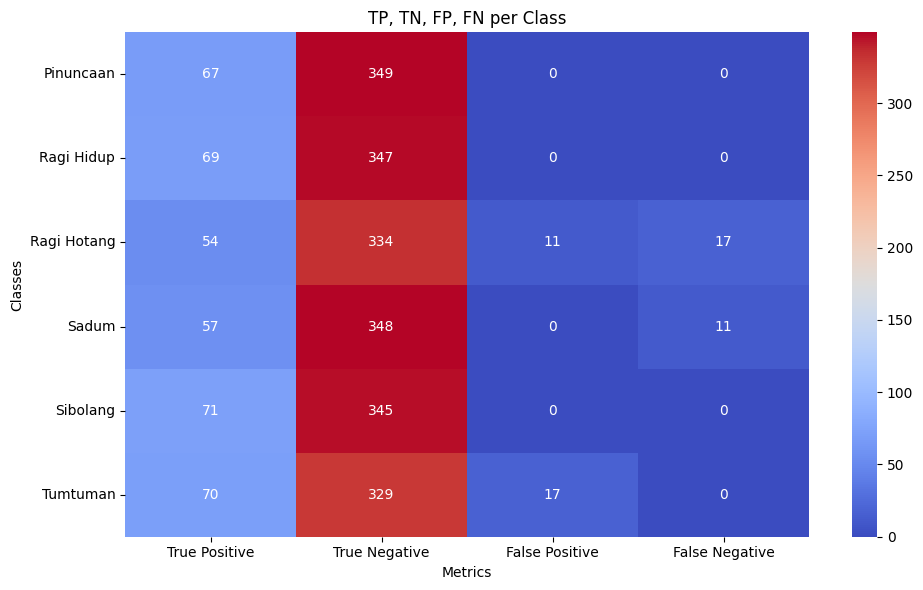 TP, TN, FP, FN per Class
Pinuncaan 67 349 0 0
Ragi Hidup 69 347 0 0
Ragi Hotang 54 334 11 17
Sadum 57 348 0 11
Sibolang 71 345 0 0
Tumtuman 70 329 17 0
True Positive True Negative False Positive False Negative
Metrics
Classes
300
250
200
150
100
50
0